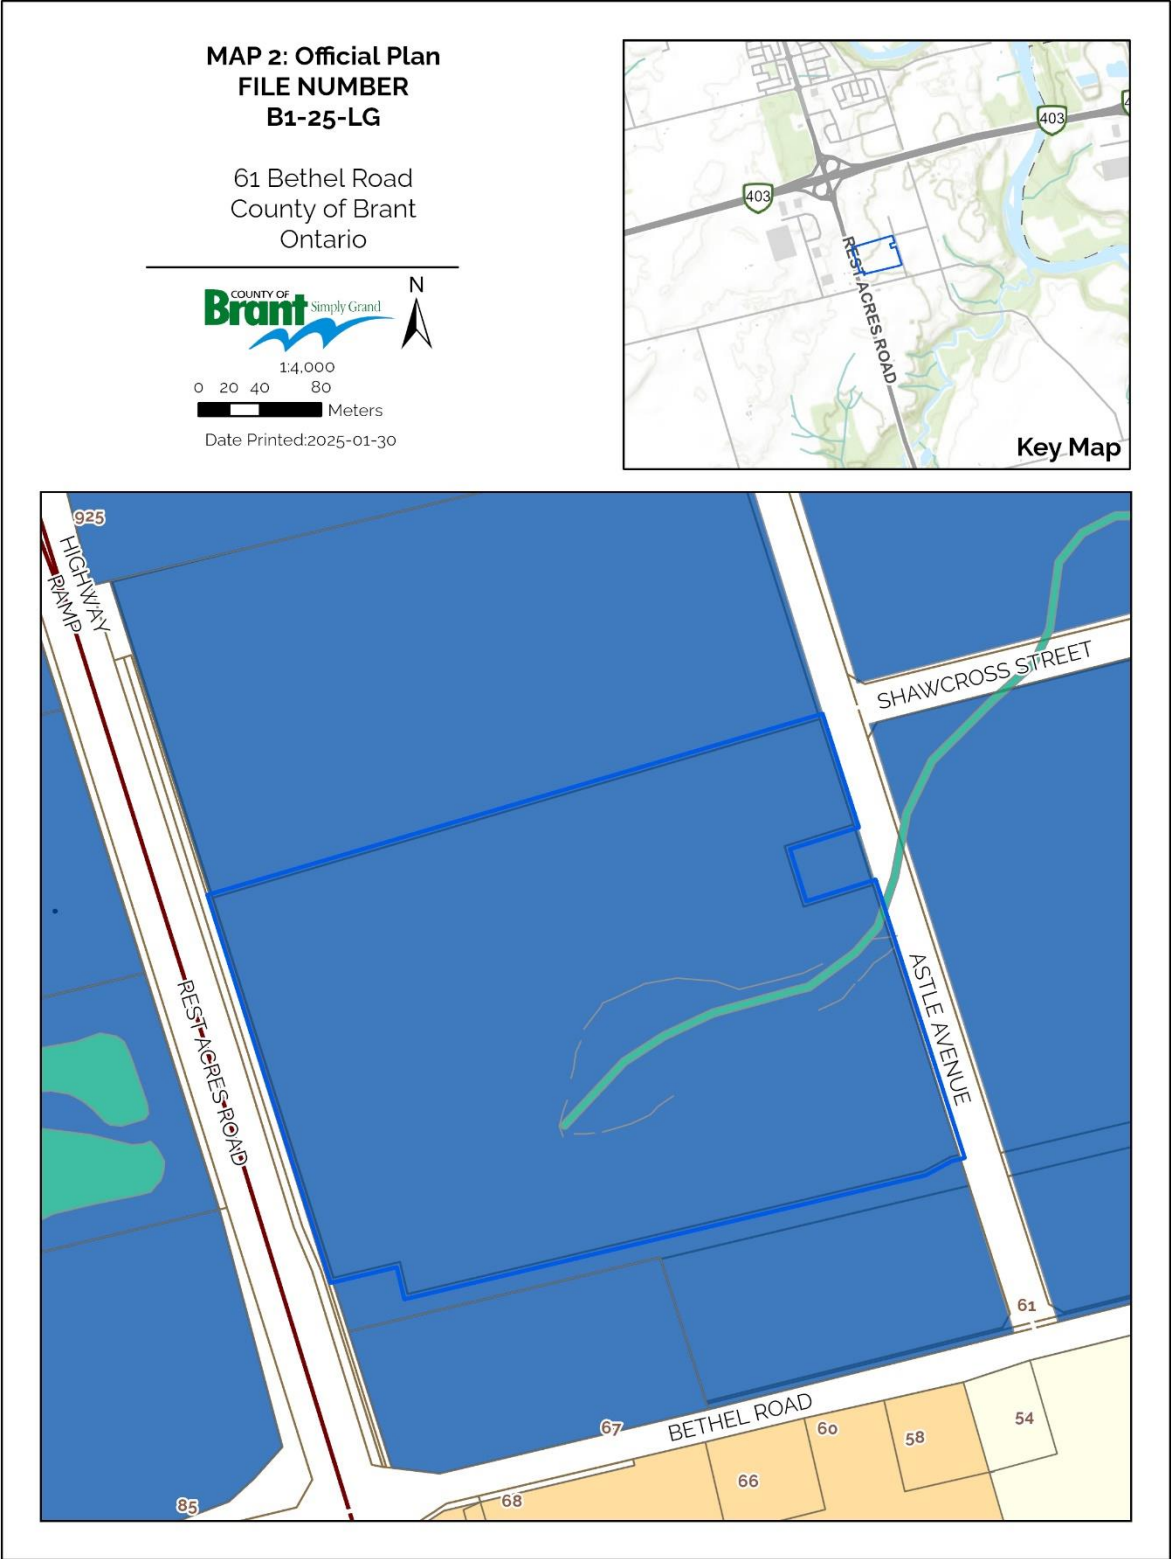 MAP 2: Official Plan
FILE NUMBER
B1-25-LG
61 Bethel Road
County of Brant
Ontario
COUNTY OF
Brant Simply Grand
N
1:4,000
0 20 40 80
Meters
Date Printed:2025-01-30
403
403
4
REST ACRES ROAD
Key Map
925
HIGHWAY
RAMP
SHAWCROSS STREET
ASTLE AVENUE
REST ACRES ROAD
61
BETHEL ROAD
67
60
58
54
66
68
85